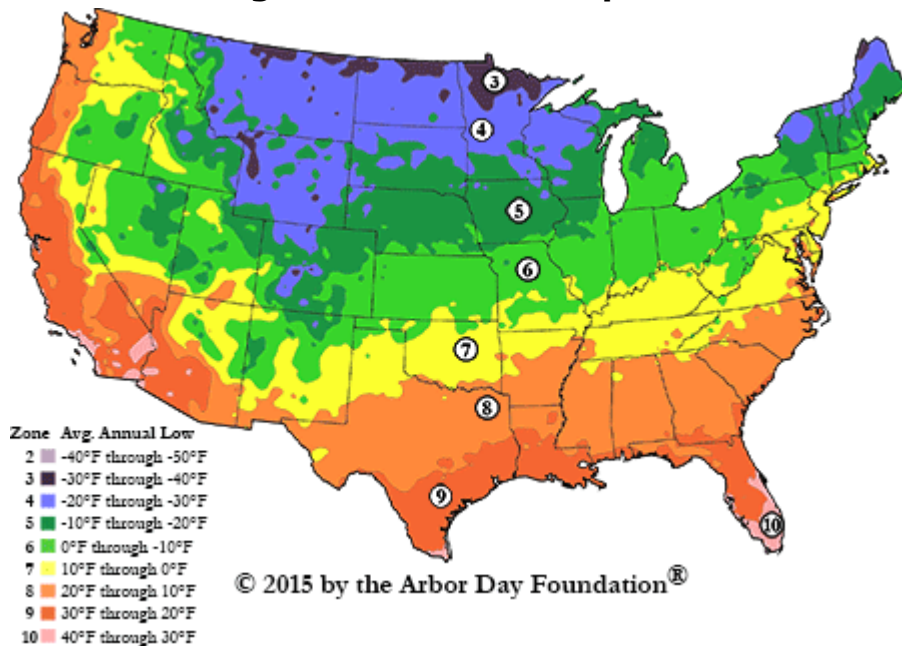 3
4
5
6
7
8
9
10
Zone Avg. Annual Low
2 -40°F through -50°F
3 -30°F through -40°F
4 -20°F through -30°F
5 -10°F through -20°F
6 0°F through -10°F
7 10°F through 0°F
8 20°F through 10°F
9 30°F through 20°F
10 40°F through 30°F
© 2015 by the Arbor Day Foundation®